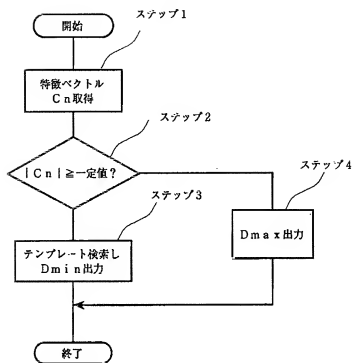 開始
ステップ1
特徴ベクトル
Cn取得
ステップ2
|Cn|≧一定値?
ステップ3
ステップ4
テンプレート検索し
Dmin出力
Dmax出力
終了